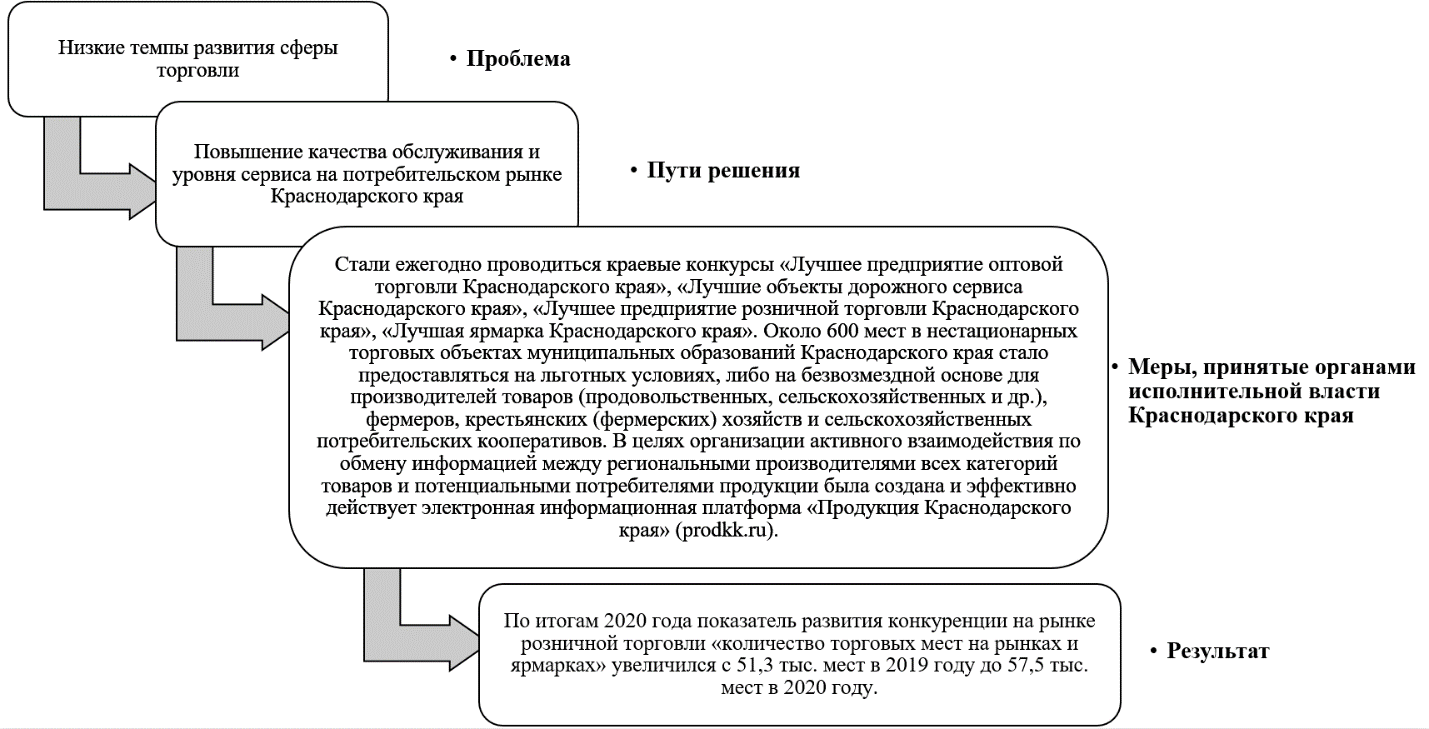 Низкие темпы развития сферы
торговли
• Проблема
Повышение качества обслуживания и
уровня сервиса на потребительском рынке
Краснодарского края
• Пути решения
Стали ежегодно проводиться краевые конкурсы «Лучшее предприятие оптовой
торговли Краснодарского края», «Лучшие объекты дорожного сервиса
Краснодарского края», «Лучшее предприятие розничной торговли Краснодарского
края», «Лучшая ярмарка Краснодарского края». Около 600 мест в нестационарных
торговых объектах муниципальных образований Краснодарского края стало
предоставляться на льготных условиях, либо на безвозмездной основе для
производителей товаров (продовольственных, сельскохозяйственных и др.),
фермеров, крестьянских (фермерских) хозяйств и сельскохозяйственных
потребительских кооперативов. В целях организации активного взаимодействия по
обмену информацией между региональными производителями всех категорий
товаров и потенциальными потребителями продукции была создана и эффективно
действует электронная информационная платформа «Продукция Краснодарского
края» (prodkk.ru).
• Меры, принятые органами
исполнительной власти
Краснодарского края
По итогам 2020 года показатель развития конкуренции на рынке
розничной торговли «количество торговых мест на рынках и
ярмарках» увеличился с 51,3 тыс. мест в 2019 году до 57,5 тыс.
мест в 2020 году.
• Результат